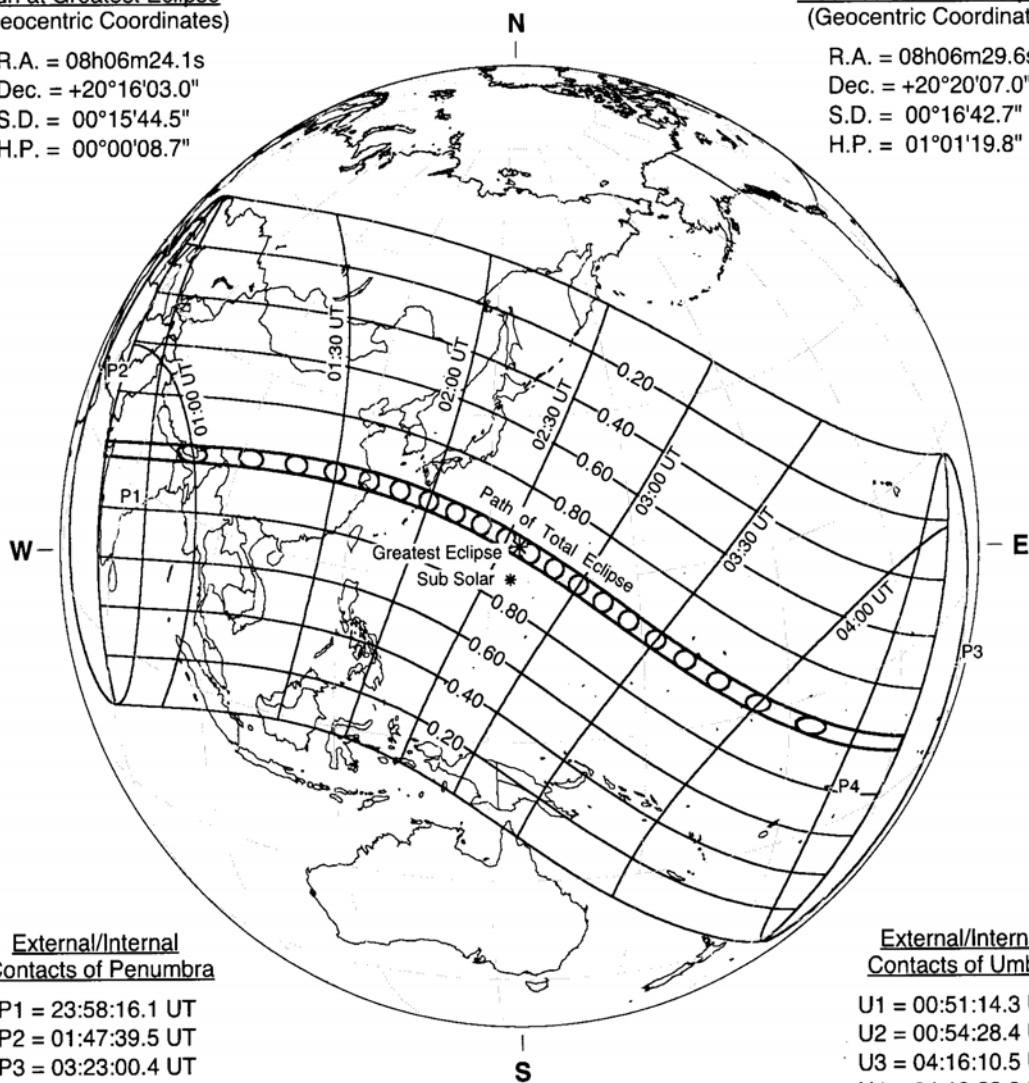 at Greatest Eclipse
(Geocentric Coordinates)
R.A. = 08h06m24.1s
Dec. = +20°16'03.0"
S.D. = 00°15'44.5"
H.P. = 00°00'08.7"
N
(Geocentric Coordinat
R.A. = 08h06m29.6s
Dec. = +20°20'07.0"
S.D. = 00°16'42.7"
H.P. = 01°01'19.8"
01:30 UT
02:00 UT
0.20
P2
01:00 UT
0.40
02:30 UT
0.60
03:00 UT
0.80
P1
Path of Total Eclipse
03:30 UT
W
Greatest Eclipse
E
Sub Solar
0.80
04:00 UT
0.60
P3
0.40
0.20
P4
External/Internal
Contacts of Penumbra
P1 = 23:58:16.1 UT
P2 = 01:47:39.5 UT
P3 = 03:23:00.4 UT
External/Intern
Contacts of Umb
U1 = 00:51:14.3 U
U2 = 00:54:28.4 U
U3 = 04:16:10.5 U
S